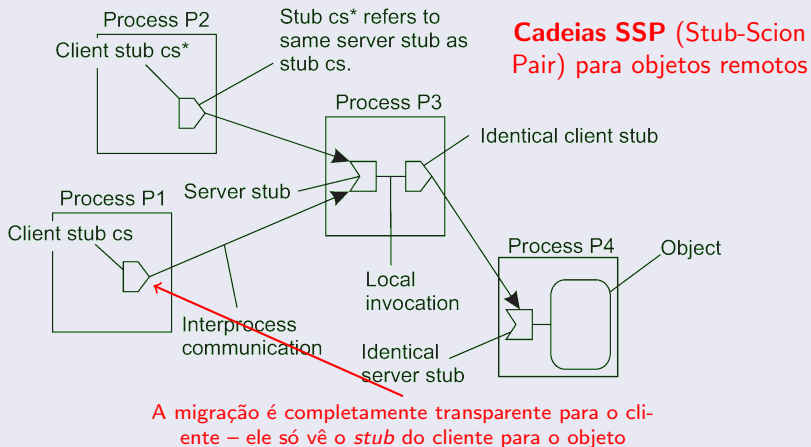 Process P2
Client stub cs*
Stub cs* refers to
same server stub as
stub cs.
Cadeias SSP (Stub-Scion
Pair) para objetos remotos
Process P3
Identical client stub
Server stub
Process P1
Client stub cs
Process P4
Object
Local
invocation
Interprocess
communication
Identical
server stub
A migração é completamente transparente para o cli-
ente – ele só vê o stub do cliente para o objeto